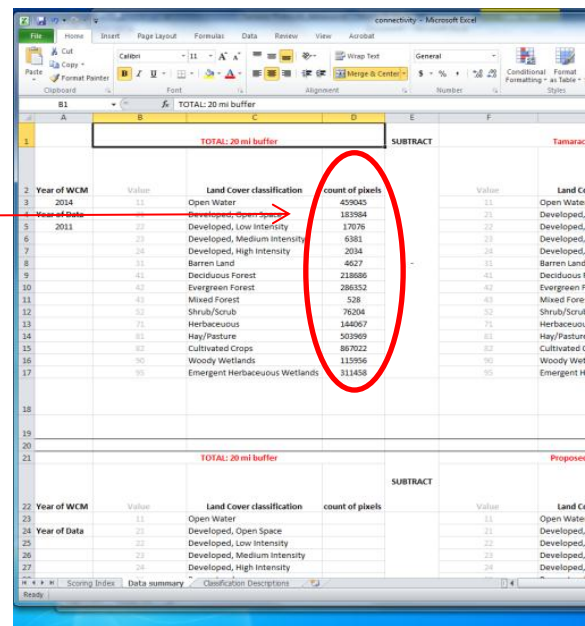 connectivity - Microsoft Excel
File Home Insert Page Layout Formulas Data Review View Acrobat
Cut
Copy
Format Painter
Paste
Calibri 11
B I U
Wrap Text
Merge & Center
General
$ % ,
Conditional Formatting
Format as Table
Clipboard Font Alignment Number Styles
B1 fx TOTAL: 20 mi buffer
A B C D E F
1 TOTAL: 20 mi buffer SUBTRACT Tamarac
2 Year of WCM Value Land Cover classification count of pixels Value Land Co
3 2014 11 Open Water 459045 11 Open Water
4 Year of Data 21 Developed, Open Space 183984 21 Developed,
5 2011 22 Developed, Low Intensity 17076 22 Developed,
6 23 Developed, Medium Intensity 6381 23 Developed,
7 24 Developed, High Intensity 2034 24 Developed,
8 31 Barren Land 4627 - 31 Barren Land
9 41 Deciduous Forest 218686 41 Deciduous F
10 42 Evergreen Forest 286352 42 Evergreen F
11 43 Mixed Forest 528 43 Mixed Fores
12 52 Shrub/Scrub 76204 52 Shrub/Scrub
13 71 Herbaceuous 144067 71 Herbaceuou
14 81 Hay/Pasture 503969 81 Hay/Pasture
15 82 Cultivated Crops 867022 82 Cultivated C
16 90 Woody Wetlands 115956 90 Woody Wet
17 95 Emergent Herbaceuous Wetlands 311458 95 Emergent H
18
19
20
21 TOTAL: 20 mi buffer Proposed
SUBTRACT
22 Year of WCM Value Land Cover classification count of pixels Value Land Co
23 11 Open Water 11 Open Water
24 Year of Data 21 Developed, Open Space 21 Developed,
25 22 Developed, Low Intensity 22 Developed,
26 23 Developed, Medium Intensity 23 Developed,
27 24 Developed, High Intensity 24 Developed,
Scoring Index Data summary Classification Descriptions
Ready